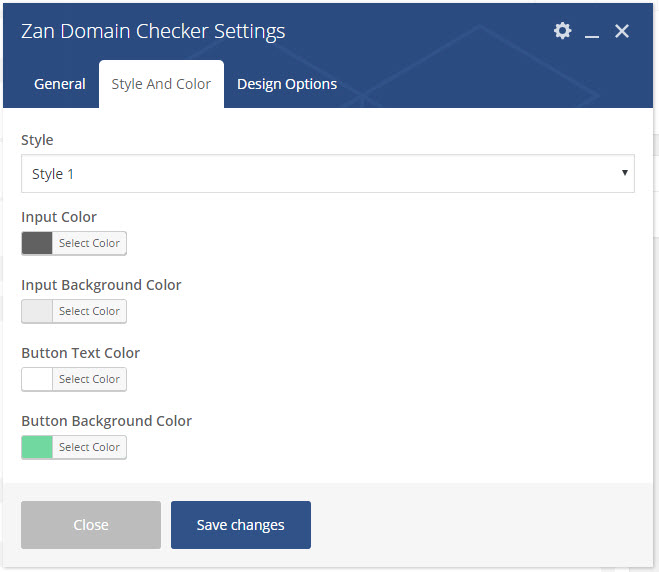 Zan Domain Checker Settings
General Style And Color Design Options
Style
Style 1
Input Color
Select Color
Input Background Color
Select Color
Button Text Color
Select Color
Button Background Color
Select Color
Close Save changes